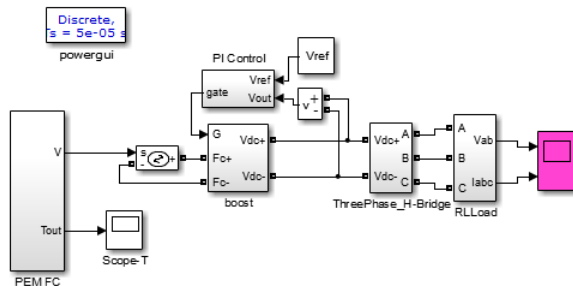 Discrete,
s = 5e-05 s
powergui
PI Control
Vref
Vref
gate
Vout
v
+
-
G
V
s
-
+
Fc+
Vdc+
Vdc+
A
A
Vab
B
B
Fc-
Vdc-
Vdc-
C
C
Iabc
boost
ThreePhase_H-Bridge
RLLoad
Tout
Scope-T
PEM FC